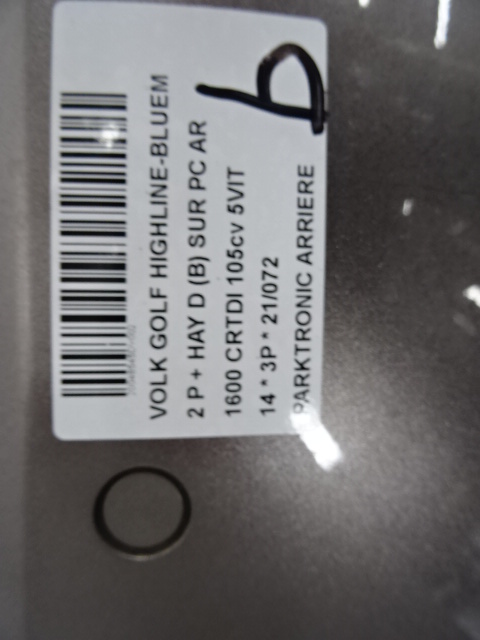 VOLK GOLF HIGHLINE-BLUEM
2 P + HAY D (B) SUR PC AR
1600 CRTDI 105cv 5VIT
14 * 3P * 21/072
PARKTRONIC ARRIERE